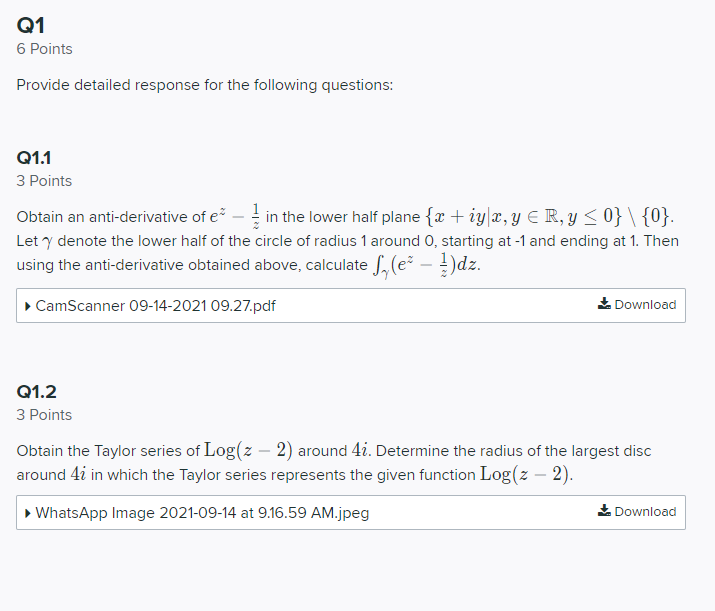 Q1
6 Points
Provide detailed response for the following questions:
Q1.1
3 Points
Obtain an anti-derivative of $e^z - \frac{1}{z}$ in the lower half plane $\{x + iy | x, y \in \mathbb{R}, y \leq 0\} \setminus \{0\}$.
Let $\gamma$ denote the lower half of the circle of radius 1 around 0, starting at -1 and ending at 1. Then
using the anti-derivative obtained above, calculate $\int_\gamma (e^z - \frac{1}{z})dz$.
CamScanner 09-14-2021 09.27.pdf Download
Q1.2
3 Points
Obtain the Taylor series of $\mathrm{Log}(z - 2)$ around $4i$. Determine the radius of the largest disc
around $4i$ in which the Taylor series represents the given function $\mathrm{Log}(z - 2)$.
WhatsApp Image 2021-09-14 at 9.16.59 AM.jpeg Download